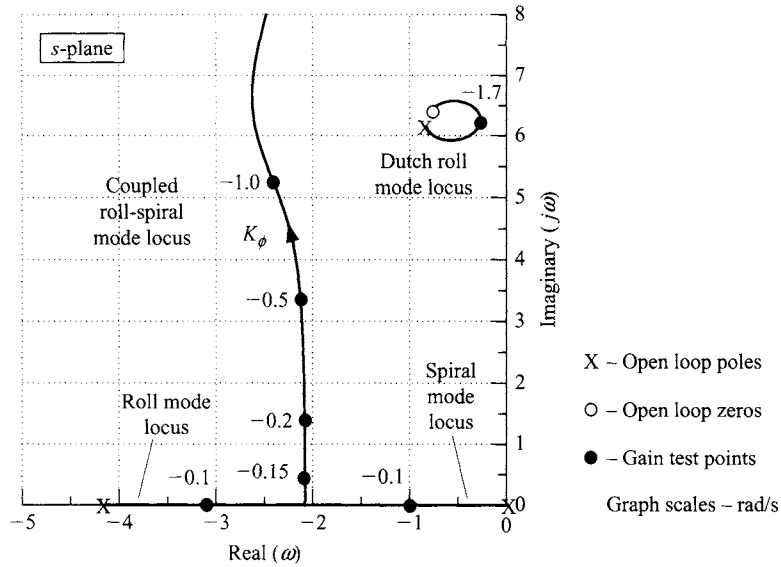 s-plane
8
7
6
5
4
3
2
1
0
Imaginary (jω)
−1.7
Dutch roll
mode locus
Coupled
roll-spiral
mode locus
−1.0
Kϕ
−0.5
Roll mode
locus
−0.2
Spiral
mode
locus
−0.1
−0.15
−0.1
−5
−4
−3
−2
−1
0
Real (ω)
X – Open loop poles
○ – Open loop zeros
● – Gain test points
Graph scales – rad/s